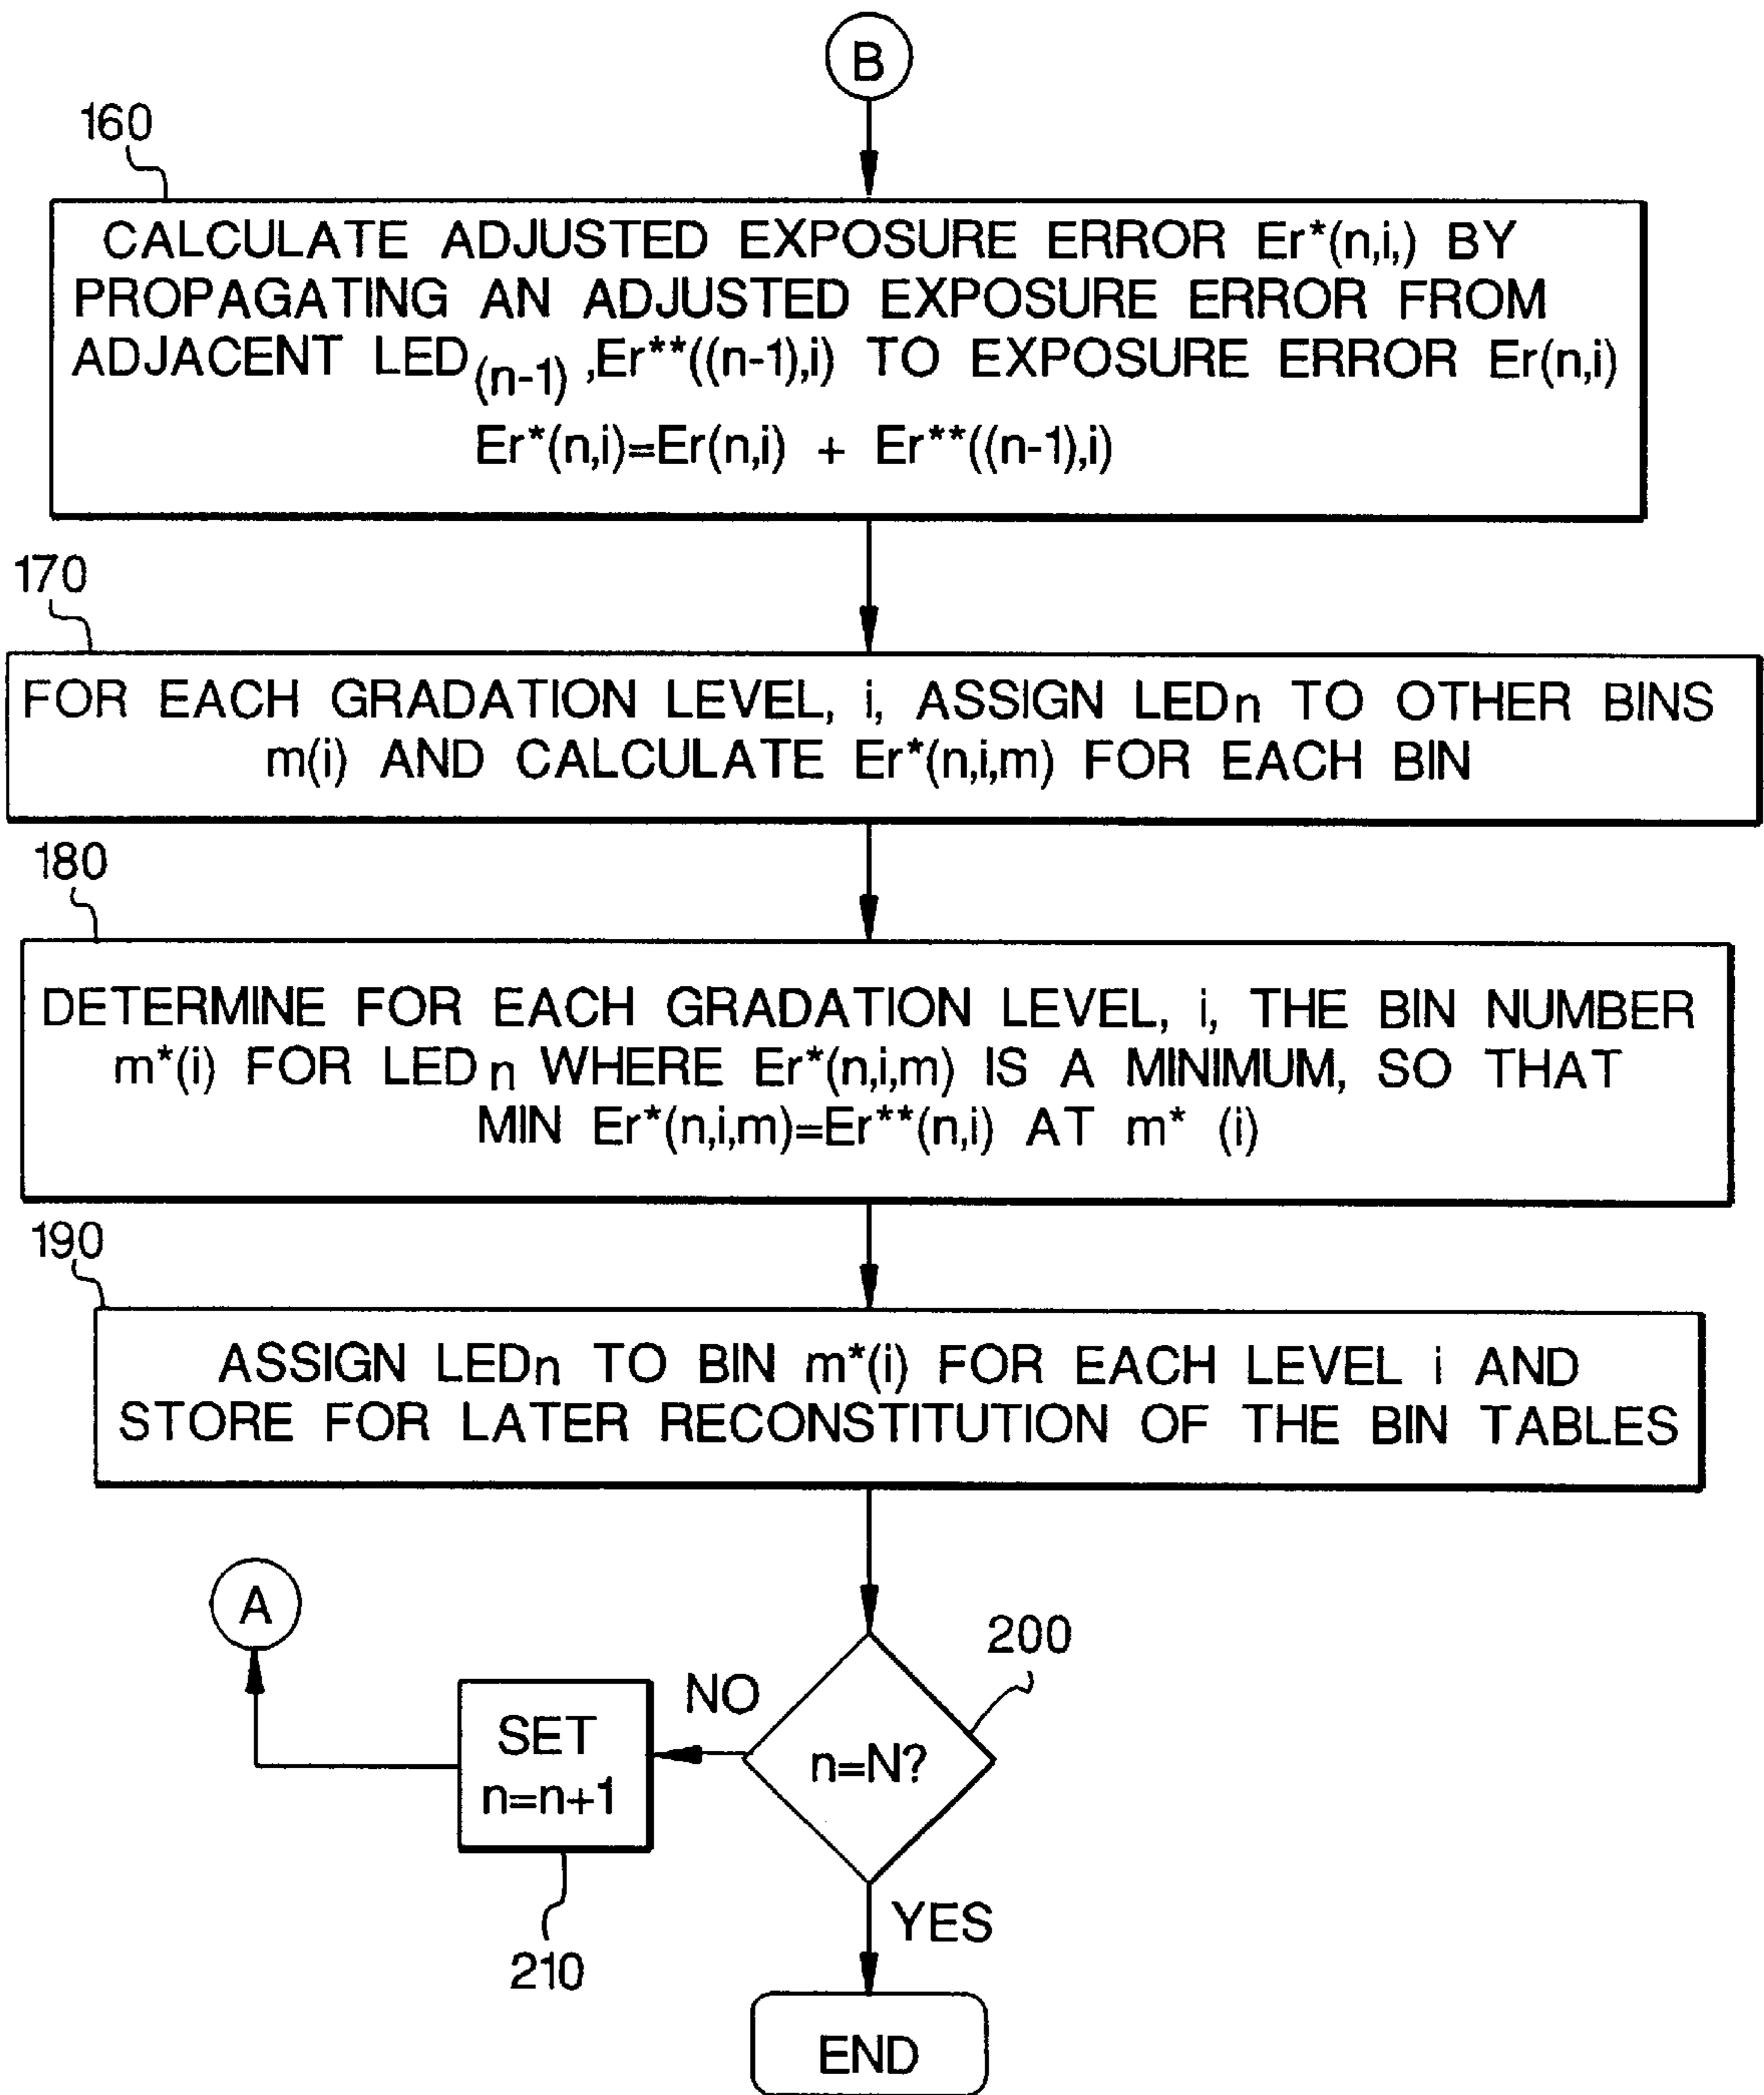 B
160
CALCULATE ADJUSTED EXPOSURE ERROR Er*(n,i,) BY
PROPAGATING AN ADJUSTED EXPOSURE ERROR FROM
ADJACENT LED(n-1) ,Er**((n-1),i) TO EXPOSURE ERROR Er(n,i)
Er*(n,i)=Er(n,i) + Er**((n-1),i)
170
FOR EACH GRADATION LEVEL, i, ASSIGN LEDn TO OTHER BINS
m(i) AND CALCULATE Er*(n,i,m) FOR EACH BIN
180
DETERMINE FOR EACH GRADATION LEVEL, i, THE BIN NUMBER
m*(i) FOR LED n WHERE Er*(n,i,m) IS A MINIMUM, SO THAT
MIN Er*(n,i,m)=Er**(n,i) AT m* (i)
190
ASSIGN LEDn TO BIN m*(i) FOR EACH LEVEL i AND
STORE FOR LATER RECONSTITUTION OF THE BIN TABLES
A
200
NO
SET
n=n+1
n=N?
210
YES
END